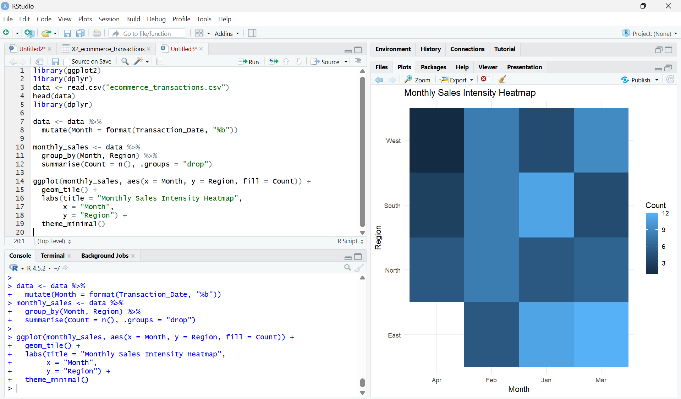 RStudio
File Edit Code View Plots Session Build Debug Profile Tools Help
Go to file/function
Addins
Project: (None)
Untitled2*
X2_ecommerce_transactions
Untitled3*
Source on Save
Run
Source
1 library(ggplot2)
2 library(dplyr)
3 data <- read.csv("ecommerce_transactions.csv")
4 head(data)
5 library(dplyr)
6
7 data <- data %>%
8 mutate(Month = format(Transaction_Date, "%b"))
9
10 monthly_sales <- data %>%
11 group_by(Month, Region) %>%
12 summarise(Count = n(), .groups = "drop")
13
14 ggplot(monthly_sales, aes(x = Month, y = Region, fill = Count)) +
15 geom_tile() +
16 labs(title = "Monthly Sales Intensity Heatmap",
17 x = "Month",
18 y = "Region") +
19 theme_minimal()
20
20:1 (Top Level)
R Script
Console Terminal Background Jobs
R 4.5.2 · ~/
>
> data <- data %>%
+ mutate(Month = format(Transaction_Date, "%b"))
> monthly_sales <- data %>%
+ group_by(Month, Region) %>%
+ summarise(Count = n(), .groups = "drop")
>
> ggplot(monthly_sales, aes(x = Month, y = Region, fill = Count)) +
+ geom_tile() +
+ labs(title = "Monthly Sales Intensity Heatmap",
+ x = "Month",
+ y = "Region") +
+ theme_minimal()
>
Environment History Connections Tutorial
Files Plots Packages Help Viewer Presentation
Zoom Export
Publish
Monthly Sales Intensity Heatmap
West
South
North
East
Region
Apr Feb Jan Mar
Month
Count
12
9
6
3